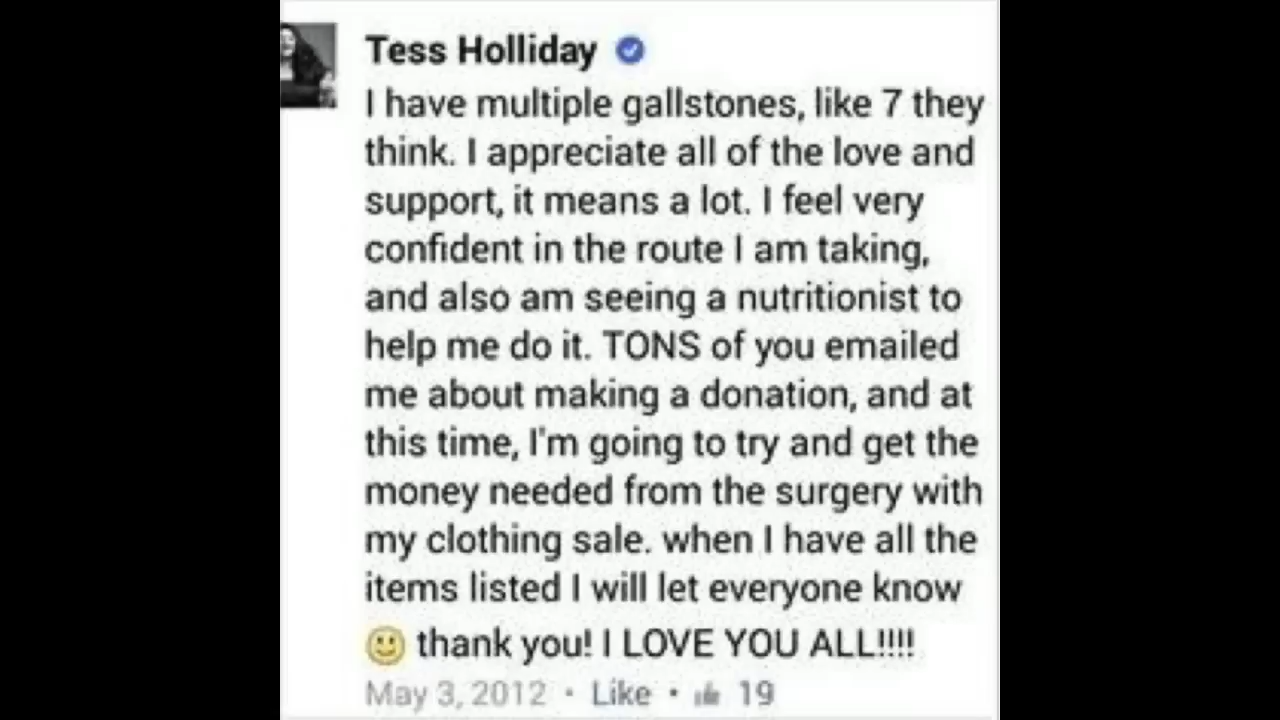 Tess Holliday
I have multiple gallstones, like 7 they
think. I appreciate all of the love and
support, it means a lot. I feel very
confident in the route I am taking,
and also am seeing a nutritionist to
help me do it. TONS of you emailed
me about making a donation, and at
this time, I'm going to try and get the
money needed from the surgery with
my clothing sale. when I have all the
items listed I will let everyone know
🙂 thank you! I LOVE YOU ALL!!!!
May 3, 2012 · Like · 19